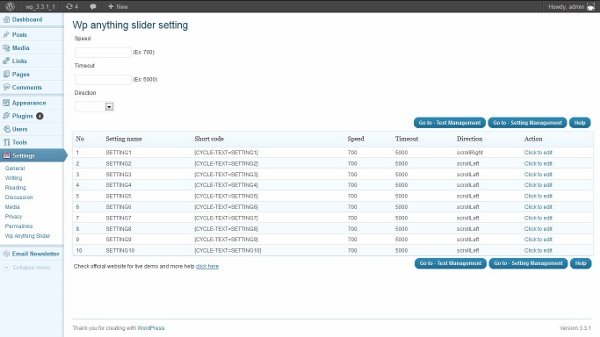 wp_3.3.1_1 4 New Howdy, admin
Dashboard
Posts
Media
Links
Pages
Comments
Appearance
Plugins 4
Users
Tools
Settings
General
Writing
Reading
Discussion
Media
Privacy
Permalinks
Wp Anything Slider
Email Newsletter
Collapse menu
Wp anything slider setting
Speed
(Ex: 700)
Timeout
(Ex: 5000)
Direction
Go to - Text Management Go to - Setting Management Help
No Setting name Short code Speed Timeout Direction Action
1 SETTING1 [CYCLE-TEXT=SETTING1] 700 5000 scrollRight Click to edit
2 SETTING2 [CYCLE-TEXT=SETTING2] 700 5000 scrollLeft Click to edit
3 SETTING3 [CYCLE-TEXT=SETTING3] 700 5000 scrollLeft Click to edit
4 SETTING4 [CYCLE-TEXT=SETTING4] 700 5000 scrollLeft Click to edit
5 SETTING5 [CYCLE-TEXT=SETTING5] 700 5000 scrollLeft Click to edit
6 SETTING6 [CYCLE-TEXT=SETTING6] 700 5000 scrollLeft Click to edit
7 SETTING7 [CYCLE-TEXT=SETTING7] 700 5000 scrollLeft Click to edit
8 SETTING8 [CYCLE-TEXT=SETTING8] 700 5000 scrollLeft Click to edit
9 SETTING9 [CYCLE-TEXT=SETTING9] 700 5000 scrollLeft Click to edit
10 SETTING10 [CYCLE-TEXT=SETTING10] 700 5000 scrollLeft Click to edit
Check official website for live demo and more help click here
Go to - Text Management Go to - Setting Management Help
Thank you for creating with WordPress. Version 3.3.1